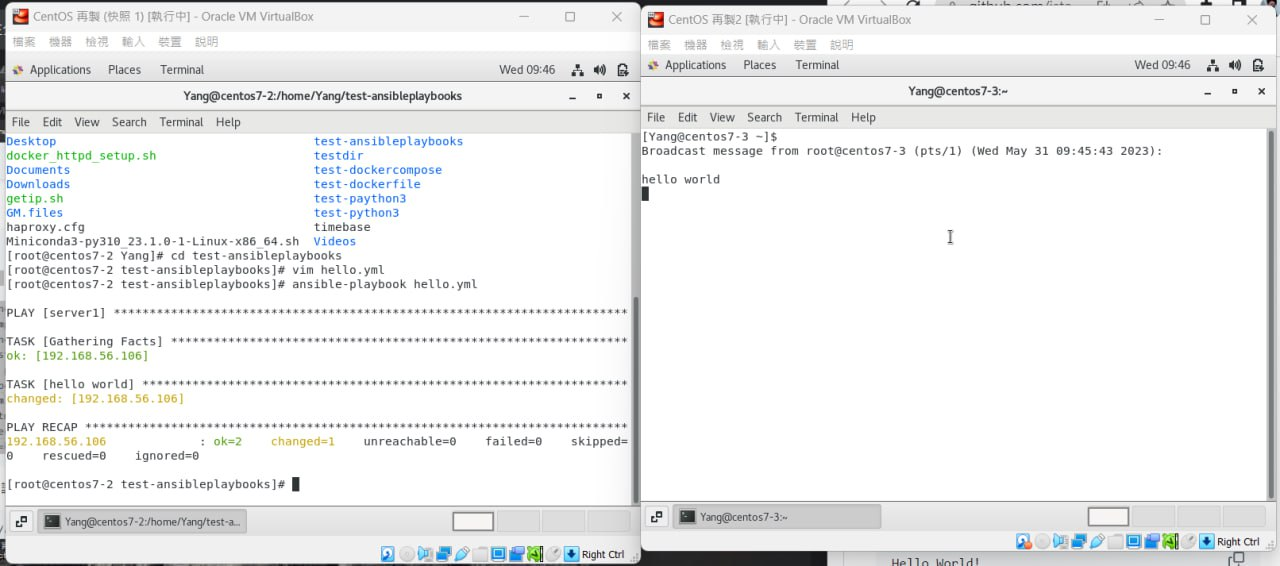 CentOS 再製 (快照 1) [執行中] - Oracle VM VirtualBox
檔案 機器 檢視 輸入 裝置 說明
Applications Places Terminal Wed 09:46
Yang@centos7-2:/home/Yang/test-ansibleplaybooks
File Edit View Search Terminal Help
Desktop test-ansibleplaybooks
docker_httpd_setup.sh testdir
Documents test-dockercompose
Downloads test-dockerfile
getip.sh test-paython3
GM.files test-python3
haproxy.cfg timebase
Miniconda3-py310_23.1.0-1-Linux-x86_64.sh Videos
[root@centos7-2 Yang]# cd test-ansibleplaybooks
[root@centos7-2 test-ansibleplaybooks]# vim hello.yml
[root@centos7-2 test-ansibleplaybooks]# ansible-playbook hello.yml
PLAY [server1] ************************************************************************
TASK [Gathering Facts] ****************************************************************
ok: [192.168.56.106]
TASK [hello world] ********************************************************************
changed: [192.168.56.106]
PLAY RECAP ****************************************************************************
192.168.56.106 : ok=2 changed=1 unreachable=0 failed=0 skipped=
0 rescued=0 ignored=0
[root@centos7-2 test-ansibleplaybooks]#
Yang@centos7-2:/home/Yang/test-a...
Right Ctrl
CentOS 再製2 [執行中] - Oracle VM VirtualBox
檔案 機器 檢視 輸入 裝置 說明
Applications Places Terminal Wed 09:46
Yang@centos7-3:~
File Edit View Search Terminal Help
[Yang@centos7-3 ~]$
Broadcast message from root@centos7-3 (pts/1) (Wed May 31 09:45:43 2023):
hello world
Yang@centos7-3:~
Right Ctrl
Hello World!